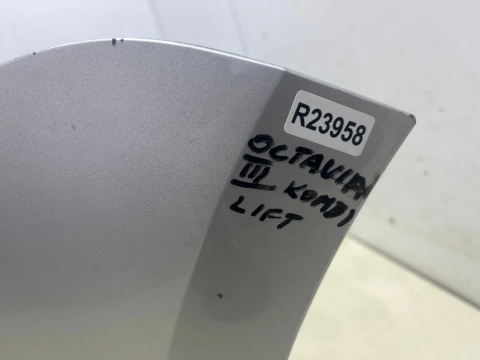 R23958
OCTAVIA
III KOMBI
LIFT